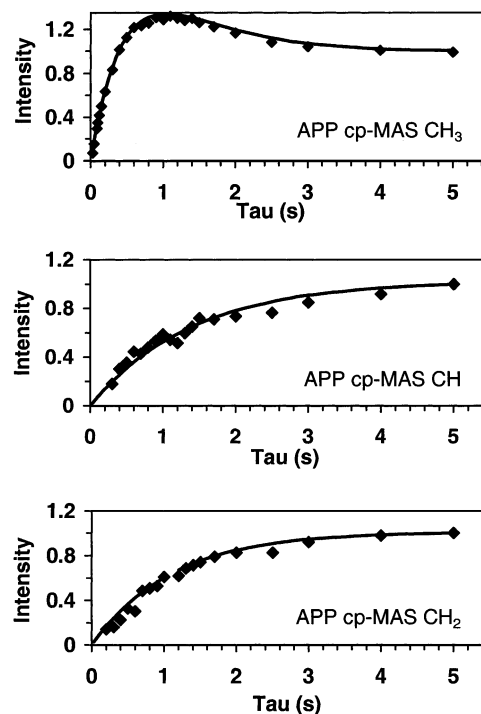 Intensity
1.2
0.8
0.4
0
APP cp-MAS CH₃
0 1 2 3 4 5
Tau (s)
Intensity
1.2
0.8
0.4
0
APP cp-MAS CH
0 1 2 3 4 5
Tau (s)
Intensity
1.2
0.8
0.4
0
APP cp-MAS CH₂
0 1 2 3 4 5
Tau (s)